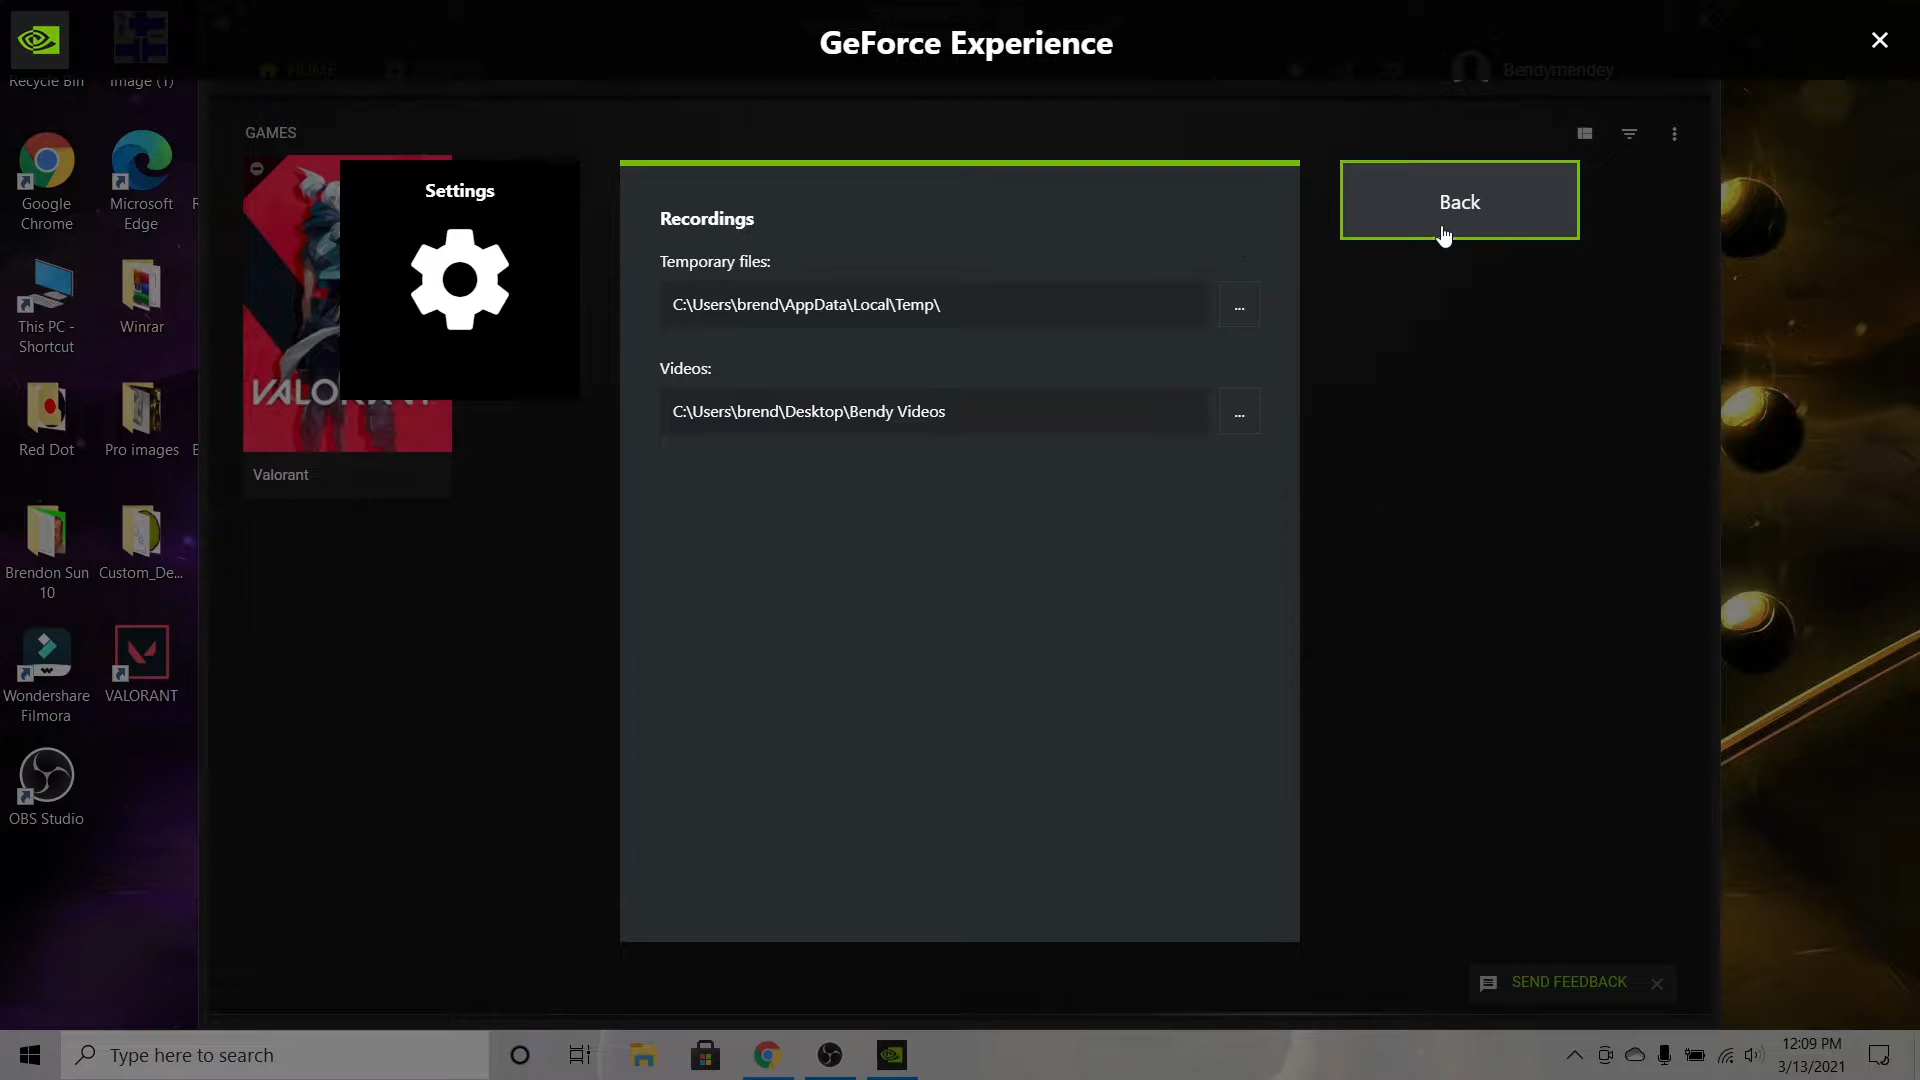 GeForce Experience
Recycle Bin
Image (1)
HOME
Bendymendey
GAMES
Settings
Recordings
Temporary files:
C:\Users\brend\AppData\Local\Temp\
...
Videos:
C:\Users\brend\Desktop\Bendy Videos
...
Back
VALORANT
Valorant
Google
Chrome
Microsoft
Edge
R
This PC -
Shortcut
Winrar
Red Dot
Pro images
E
Brendon Sun
10
Custom_De...
Wondershare
Filmora
VALORANT
OBS Studio
SEND FEEDBACK
Type here to search
12:09 PM
3/13/2021